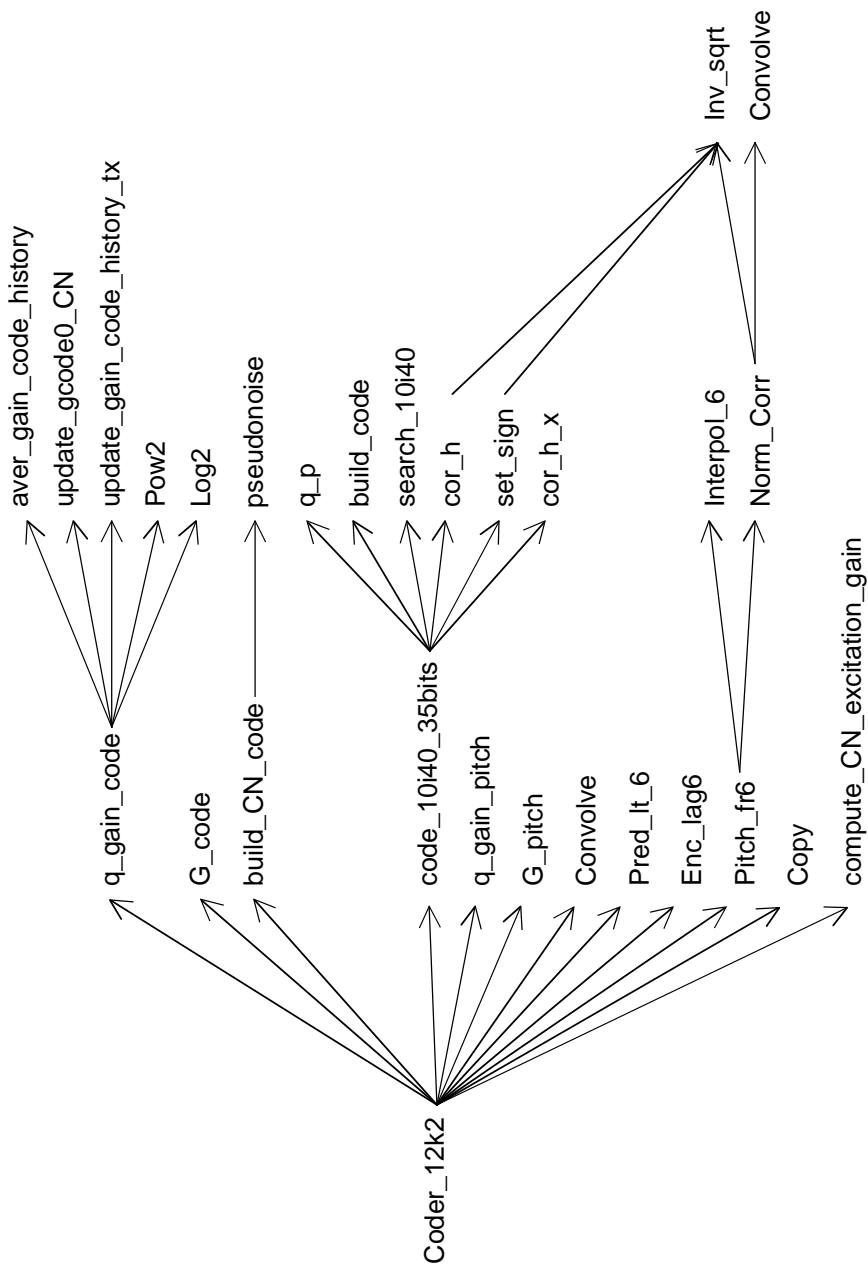 Coder_12k2
q_gain_code
G_code
build_CN_code
code_10i40_35bits
q_gain_pitch
G_pitch
Convolve
Pred_lt_6
Enc_lag6
Pitch_fr6
Copy
compute_CN_excitation_gain
aver_gain_code_history
update_gcode0_CN
update_gain_code_history_tx
Pow2
Log2
pseudonoise
q_p
build_code
search_10i40
cor_h
set_sign
cor_h_x
Interpol_6
Norm_Corr
Inv_sqrt
Convolve